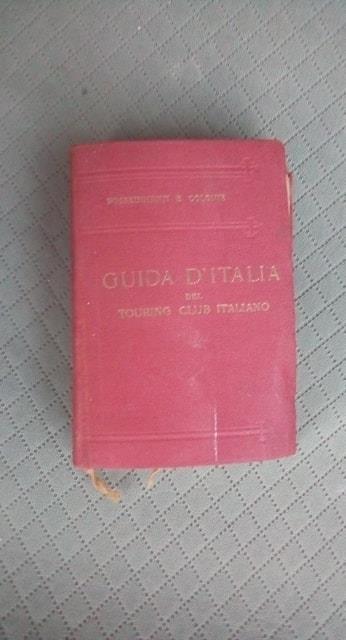 POSSEDIMENTI E COLONIE
GUIDA D'ITALIA
DEL
TOURING CLUB ITALIANO